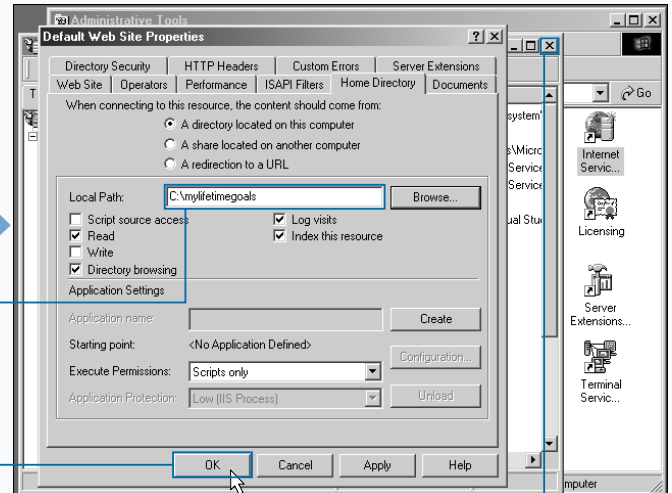 Administrative Tools
Default Web Site Properties
Directory Security
HTTP Headers
Custom Errors
Server Extensions
Web Site
Operators
Performance
ISAPI Filters
Home Directory
Documents
When connecting to this resource, the content should come from:
A directory located on this computer
A share located on another computer
A redirection to a URL
Local Path:
C:\mylifetimegoals
Browse...
Script source access
Log visits
Read
Index this resource
Write
Directory browsing
Application Settings
Application name:
Create
Starting point:
<No Application Defined>
Configuration...
Execute Permissions:
Scripts only
Application Protection:
Low (IIS Process)
Unload
OK
Cancel
Apply
Help
T
system'
s\Micro
Service
Service
ual Stu
Go
Internet
Servic...
Licensing
Server
Extensions...
Terminal
Servic...
mputer